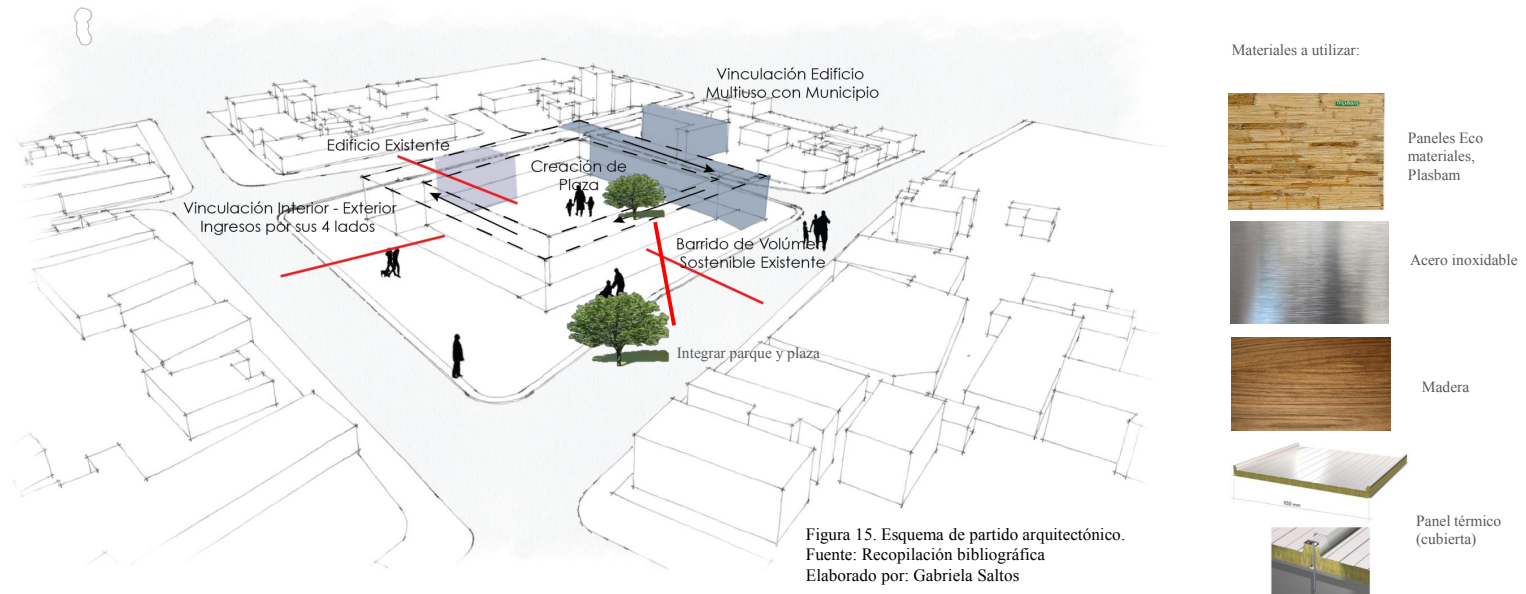 Vinculación Edificio
Multiuso con Municipio
Edificio Existente
Creación de
Plaza
Vinculación Interior - Exterior
Ingresos por sus 4 lados
Barrido de Volúmen
Sostenible Existente
Integrar parque y plaza
Figura 15. Esquema de partido arquitectónico.
Fuente: Recopilación bibliográfica
Elaborado por: Gabriela Saltos
Materiales a utilizar:
Paneles Eco
materiales,
Plasbam
Acero inoxidable
Madera
Panel térmico
(cubierta)